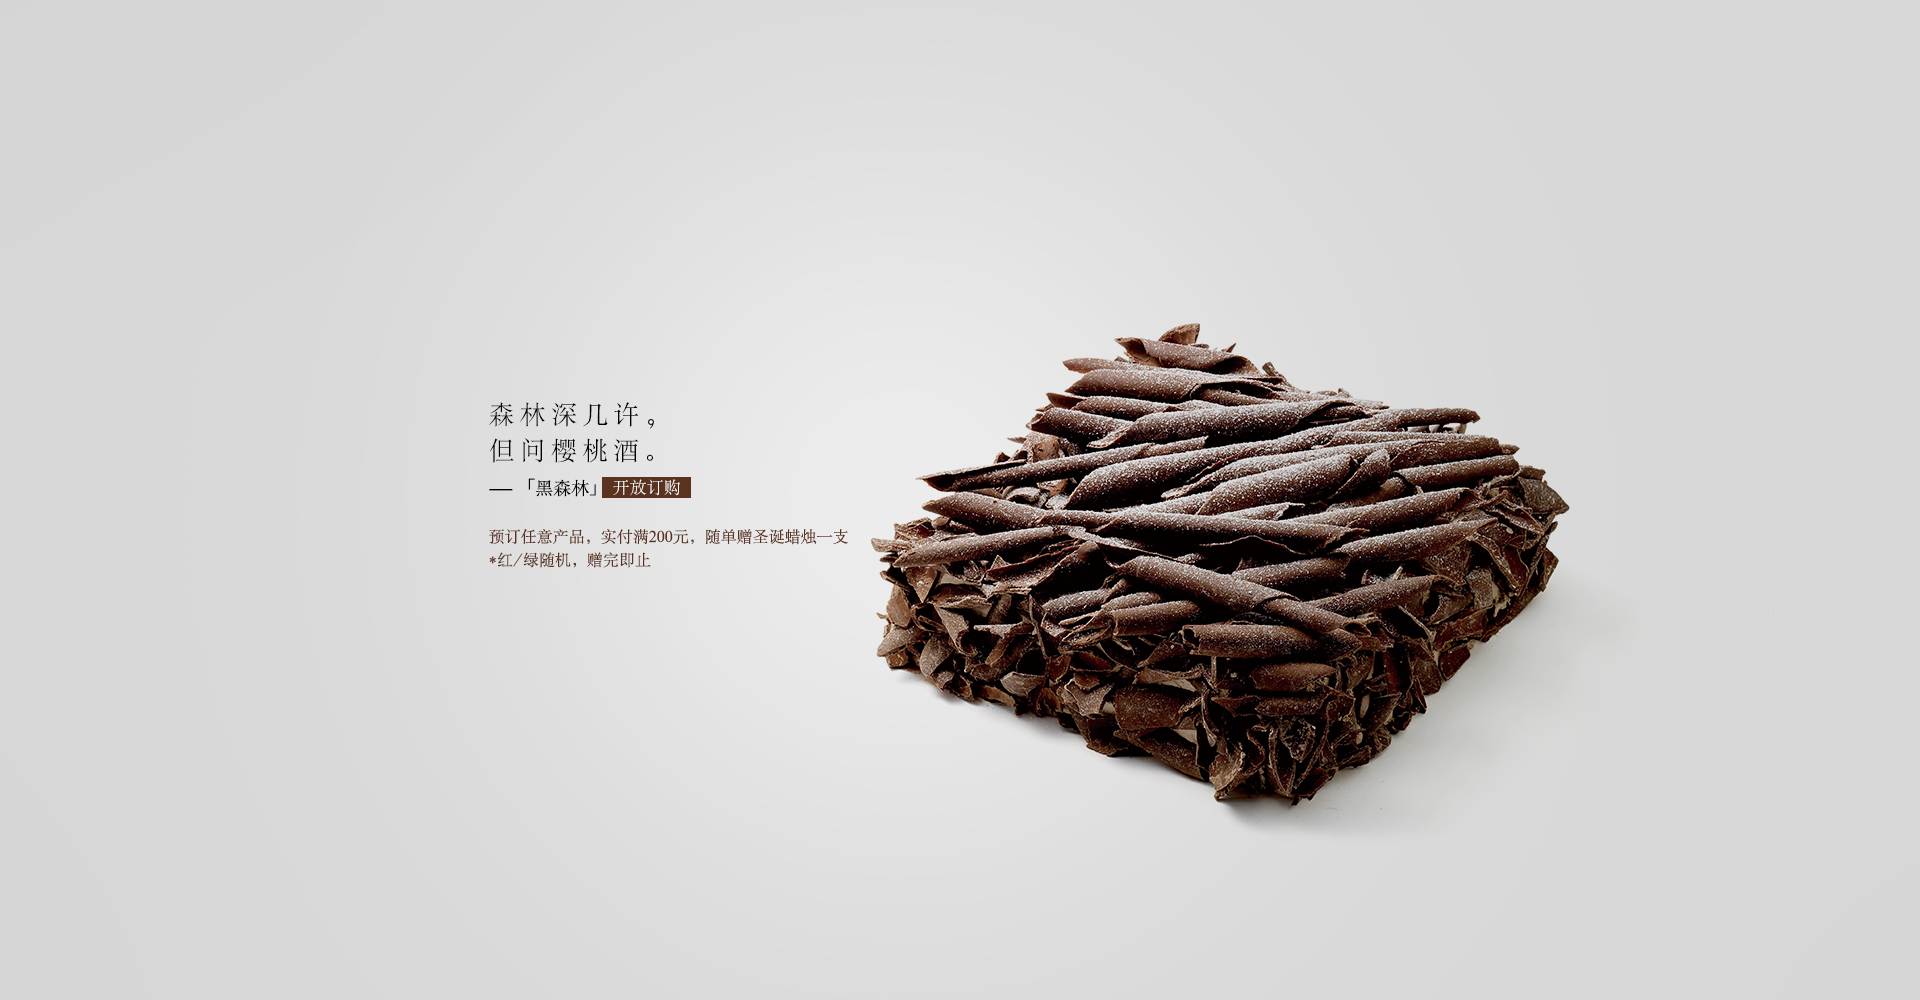 森林深几许。
但问樱桃酒。
—「黑森林」开放订购
预订任意产品，实付满200元，随单赠圣诞蜡烛一支
*红/绿随机，赠完即止